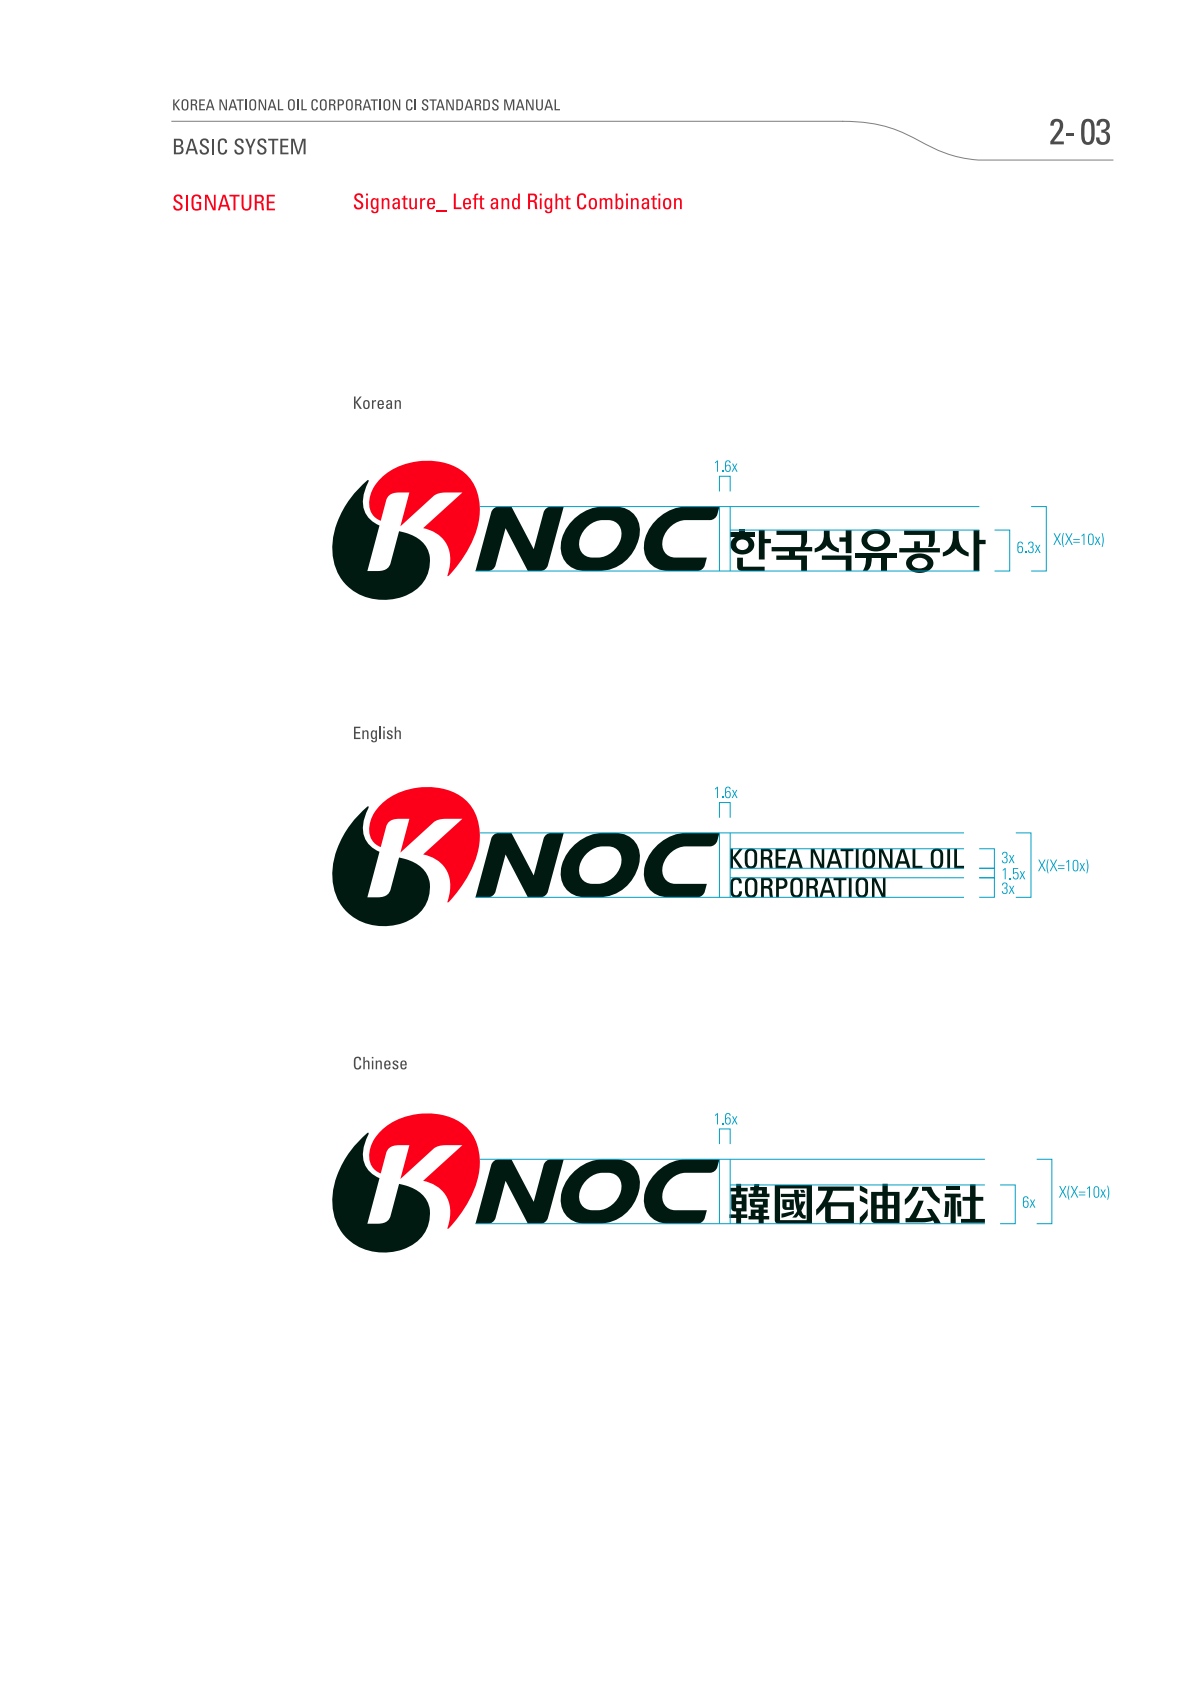 KOREA NATIONAL OIL CORPORATION CI STANDARDS MANUAL
2-03
BASIC SYSTEM
SIGNATURE Signature_ Left and Right Combination
Korean
1.6x
KNOC 한국석유공사 6.3x X(X=10x)
English
1.6x
KNOC
KOREA NATIONAL OIL 3x
1.5x X(X=10x)
CORPORATION 3x
Chinese
1.6x
KNOC 韓國石油公社 6x X(X=10x)